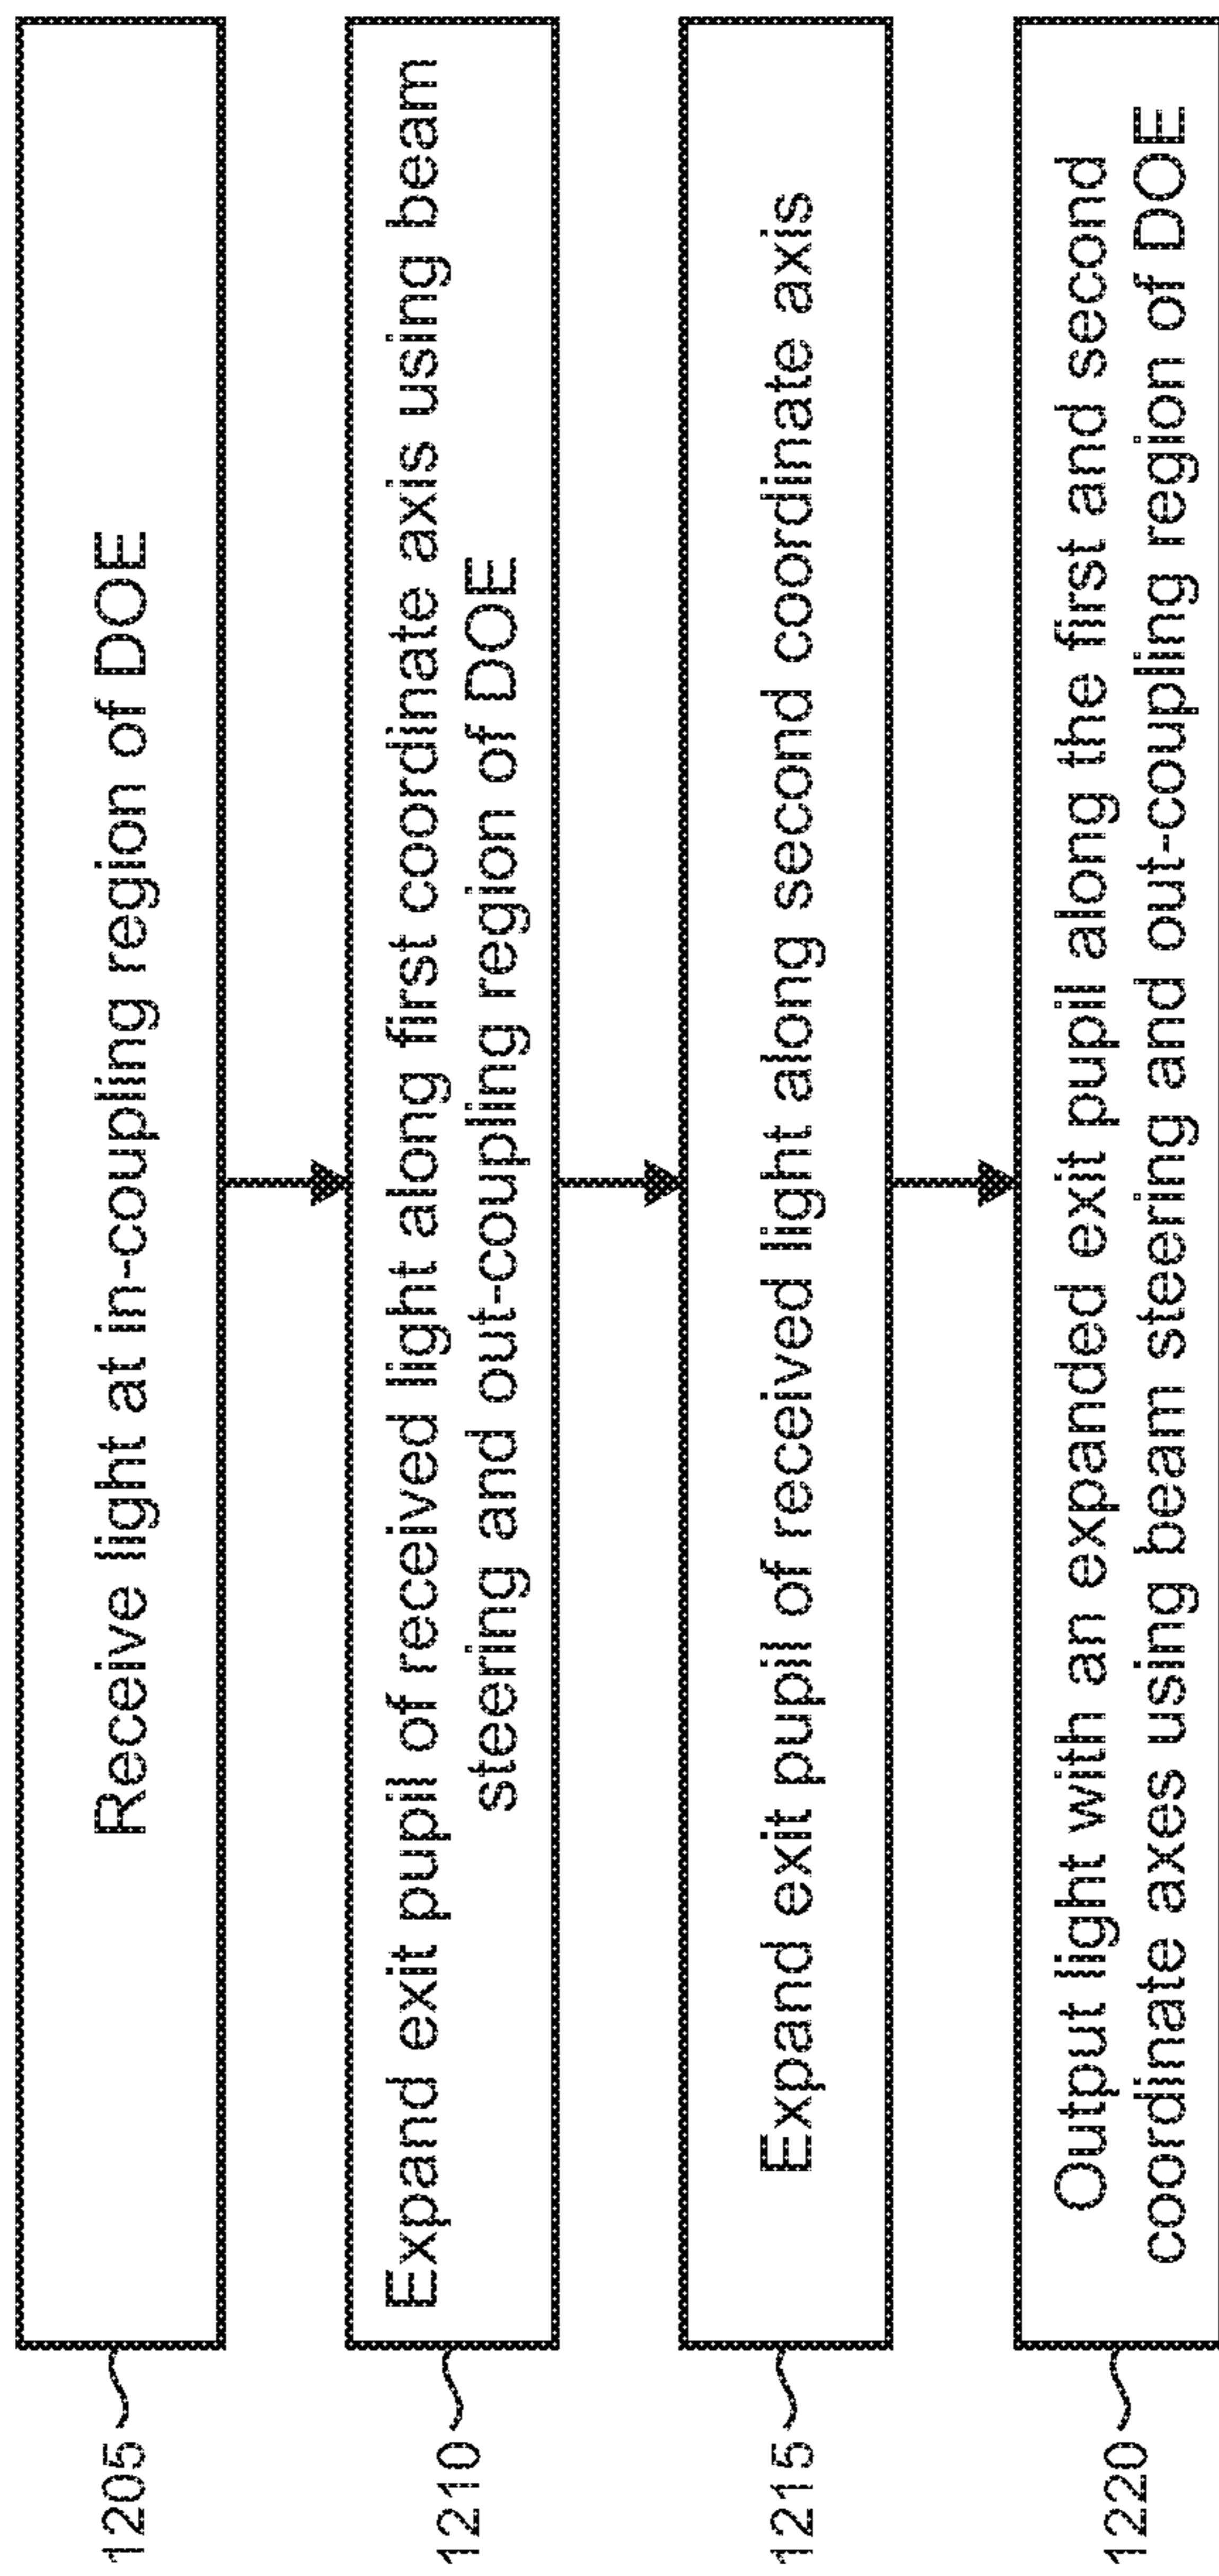 1205
Receive light at in-coupling region of DOE
1210
Expand exit pupil of received light along first coordinate axis using beam
steering and out-coupling region of DOE
1215
Expand exit pupil of received light along second coordinate axis
1220
Output light with an expanded exit pupil along the first and second
coordinate axes using beam steering and out-coupling region of DOE